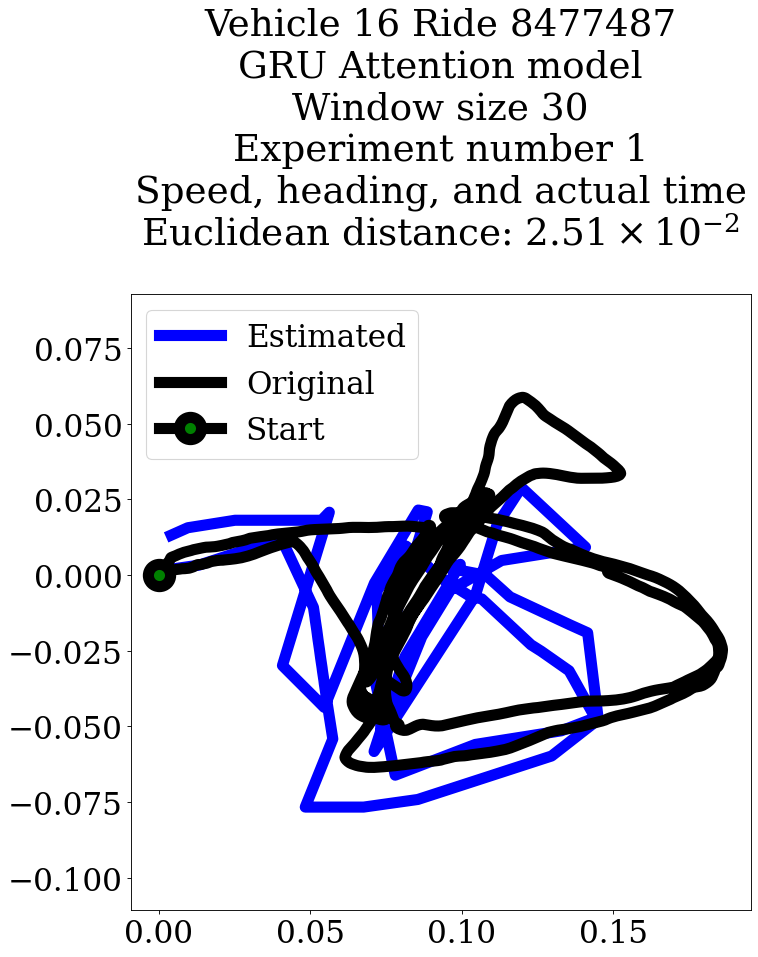 Vehicle 16 Ride 8477487
GRU Attention model
Window size 30
Experiment number 1
Speed, heading, and actual time
Euclidean distance: 2.51 × 10⁻²
Estimated
Original
Start
0.075
0.050
0.025
0.000
−0.025
−0.050
−0.075
−0.100
0.00 0.05 0.10 0.15